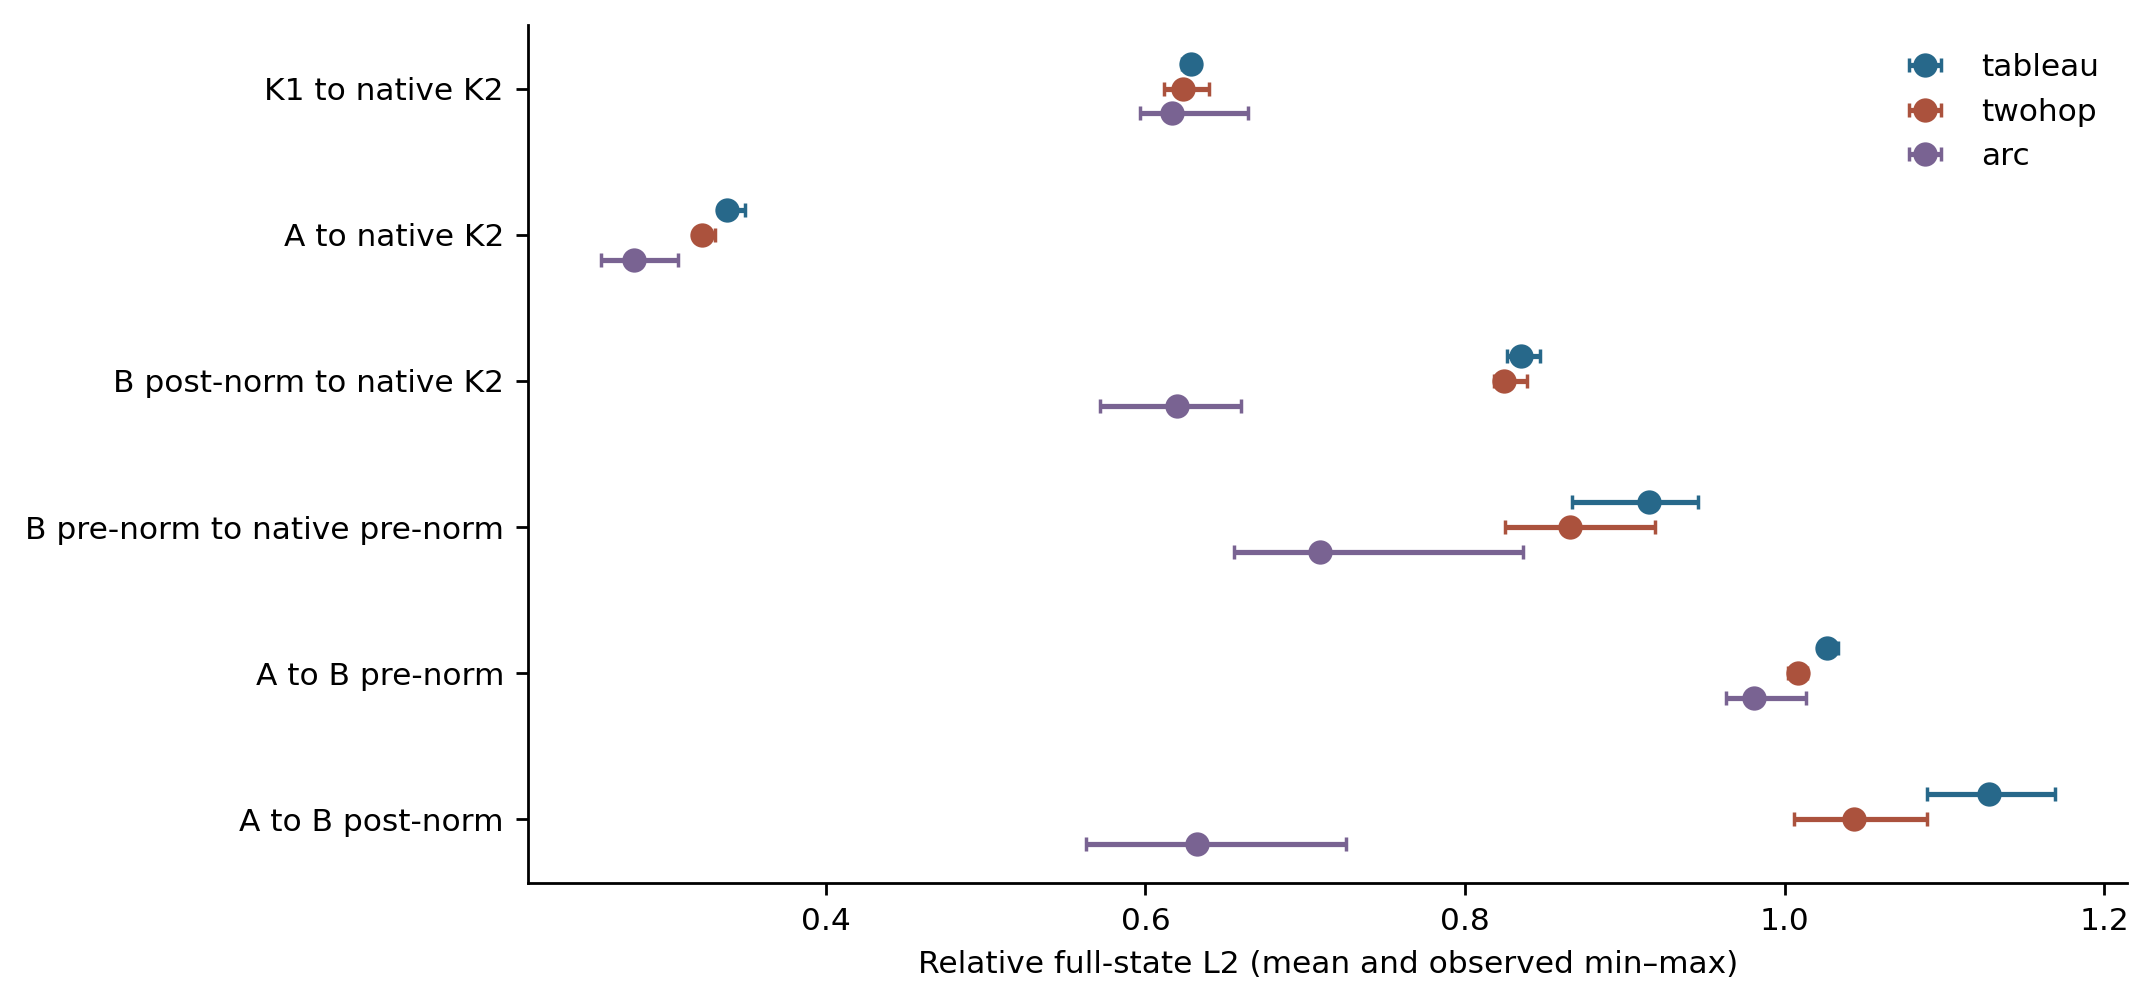 K1 to native K2
A to native K2
B post-norm to native K2
B pre-norm to native pre-norm
A to B pre-norm
A to B post-norm
tableau
twohop
arc
0.4 0.6 0.8 1.0 1.2
Relative full-state L2 (mean and observed min–max)